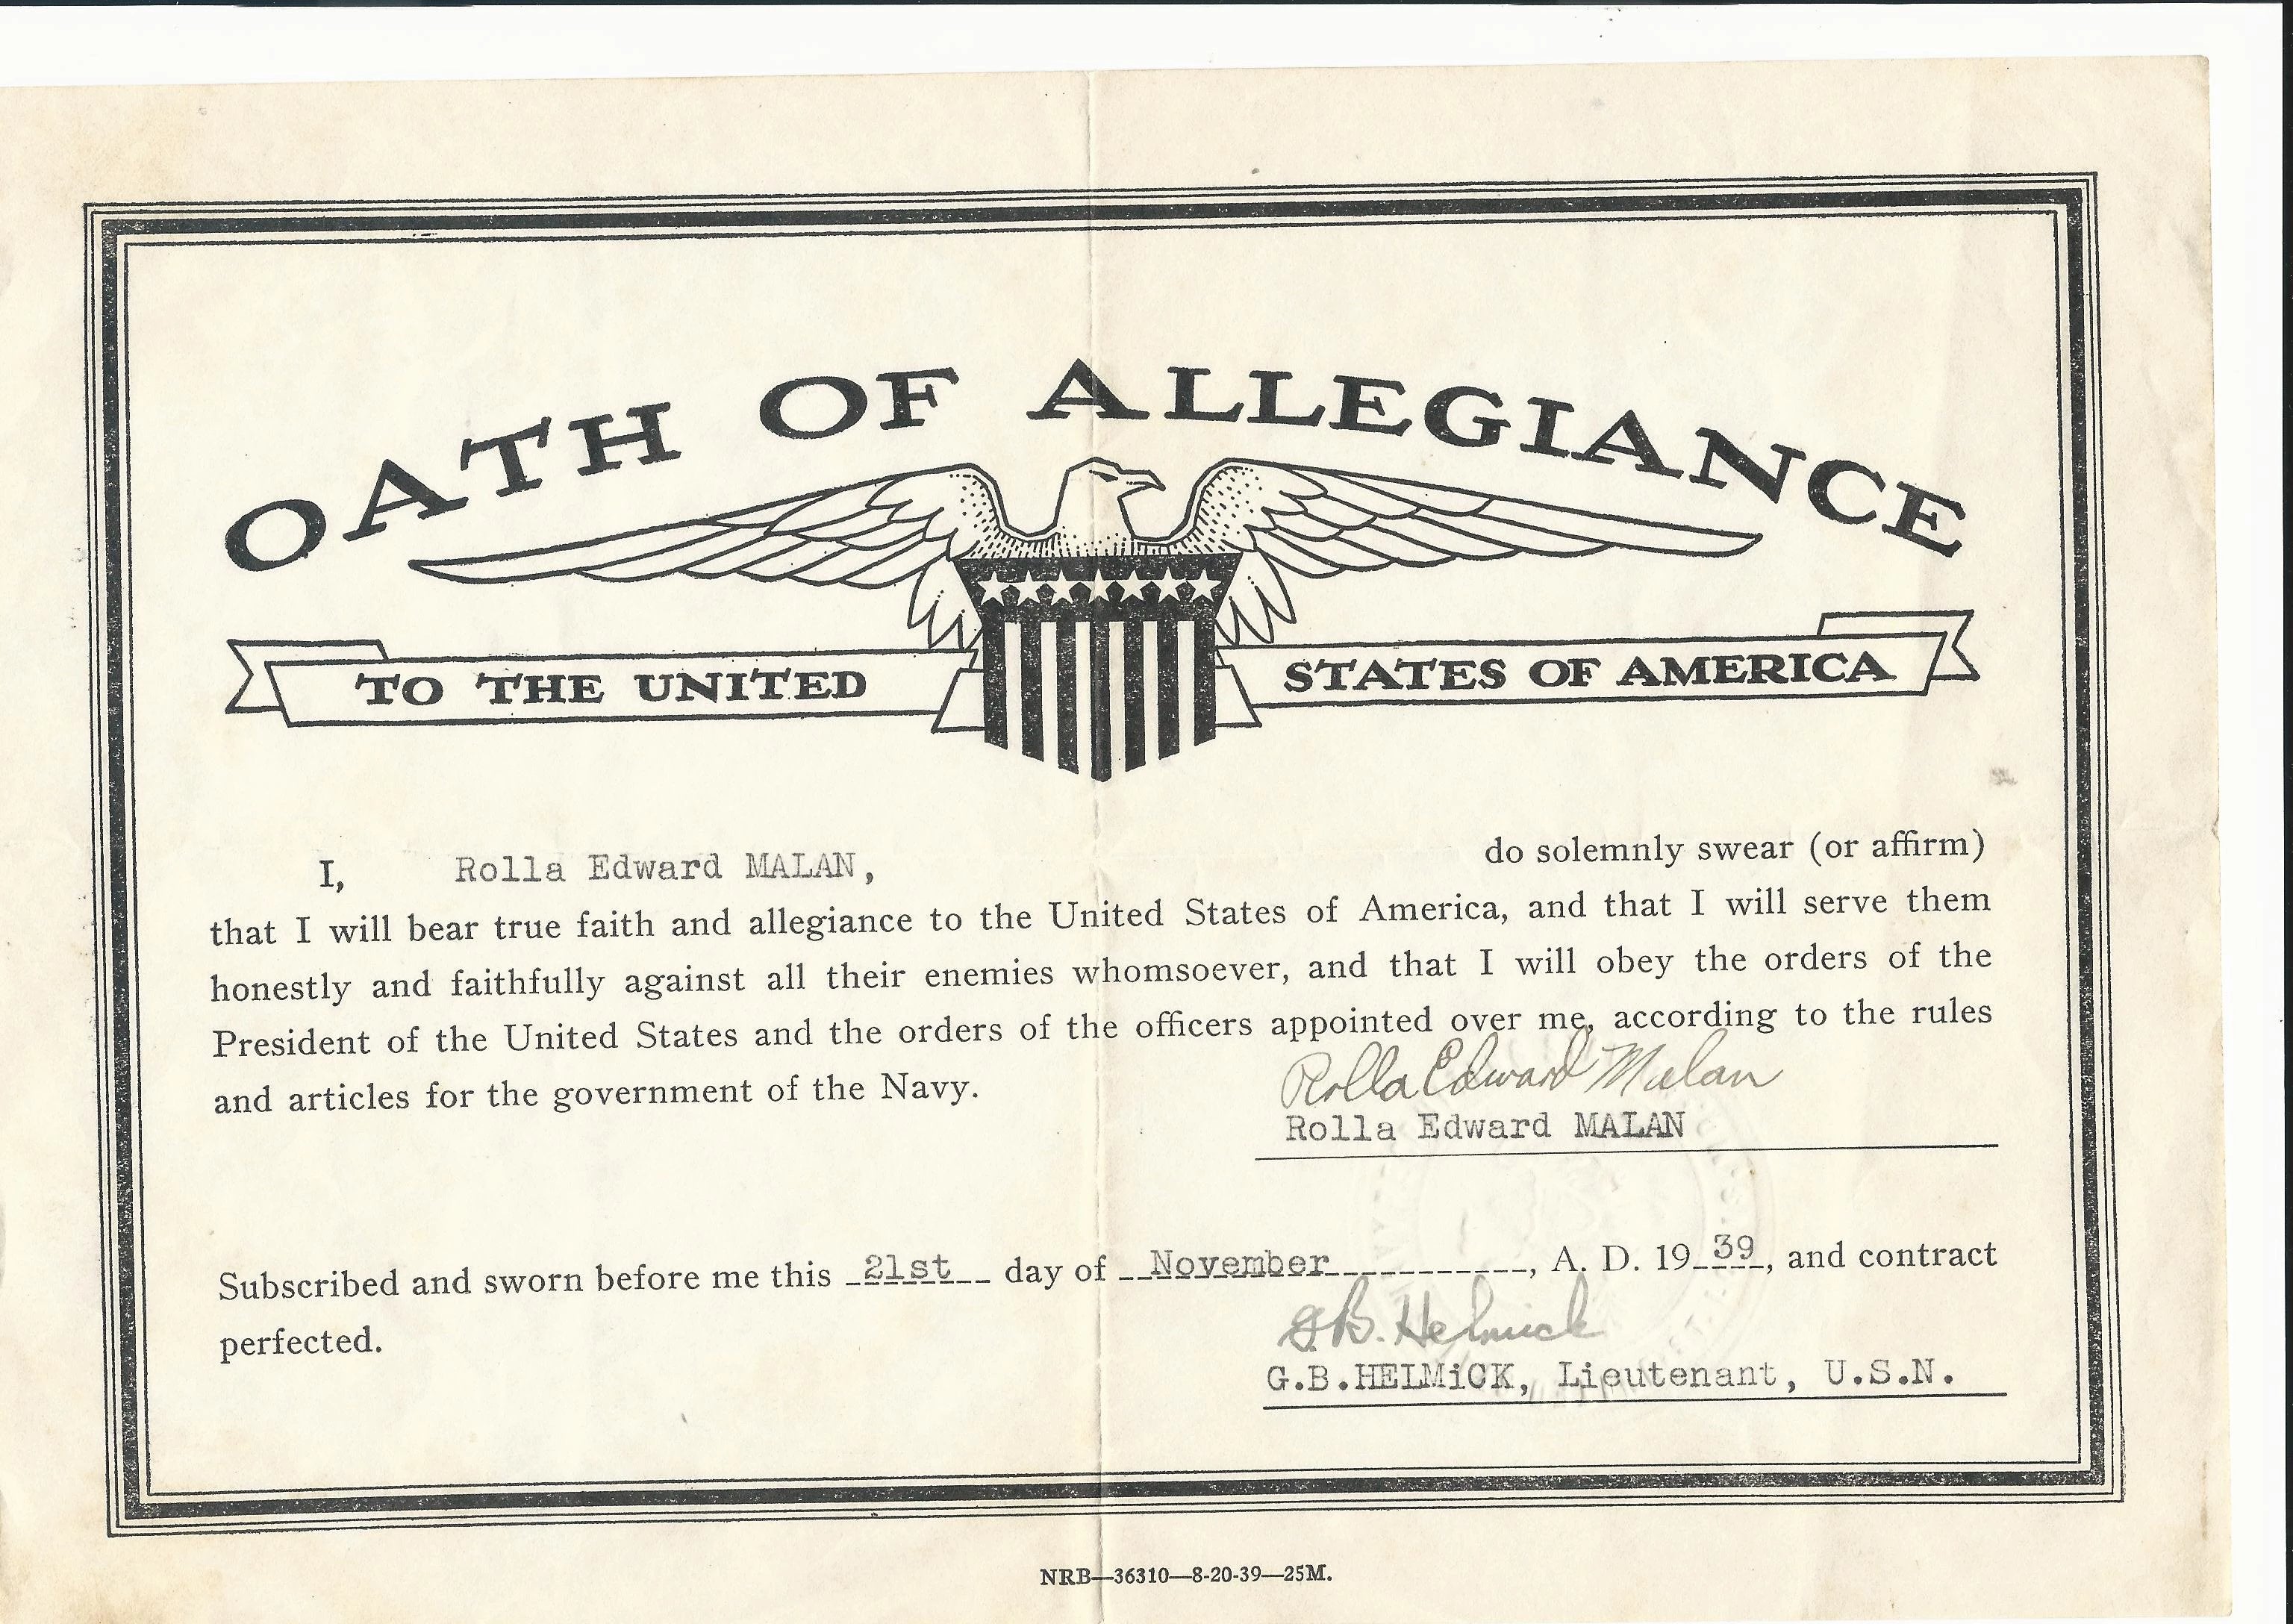 OATH OF ALLEGIANCE
TO THE UNITED STATES OF AMERICA
I, Rolla Edward MALAN, do solemnly swear (or affirm)
that I will bear true faith and allegiance to the United States of America, and that I will serve them
honestly and faithfully against all their enemies whomsoever, and that I will obey the orders of the
President of the United States and the orders of the officers appointed over me, according to the rules
and articles for the government of the Navy.
Rolla Edward Malan
Rolla Edward MALAN
Subscribed and sworn before me this 21st day of November, A. D. 1939, and contract
perfected.
G.B. Helmick
G.B.HELMiCK, Lieutenant, U.S.N.
NRB—36310—8-20-39—25M.